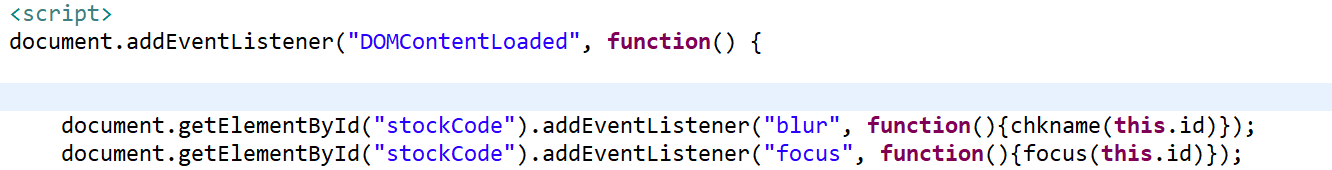 <script>
document.addEventListener("DOMContentLoaded", function() {
document.getElementById("stockCode").addEventListener("blur", function(){chkname(this.id)});
document.getElementById("stockCode").addEventListener("focus", function(){focus(this.id)});